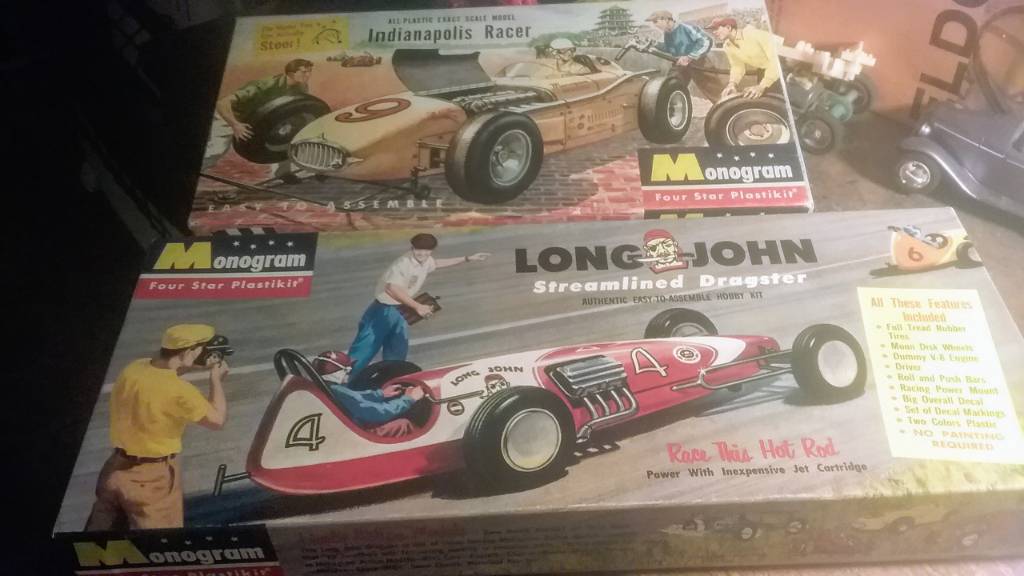 ALL PLASTIC EXACT SCALE MODEL
Indianapolis Racer
Steer!
9
Monogram
Four Star Plastikit
TO ASSEMBLE
Monogram
Four Star Plastikit
LONG JOHN
Streamlined Dragster
AUTHENTIC EASY-TO-ASSEMBLE HOBBY KIT
6
All These Features
Included
• Full Tread Rubber
Tires
• Moon Disk Wheels
• Dummy V-8 Engine
• Driver
• Roll and Push Bars
• Racing Power Mount
• Big Overall Decal
• Set of Decal Markings
• Two Colors Plastic
• NO PAINTING
REQUIRED
LONG JOHN
4
4
Race This Hot Rod
Power With Inexpensive Jet Cartridge
Monogram